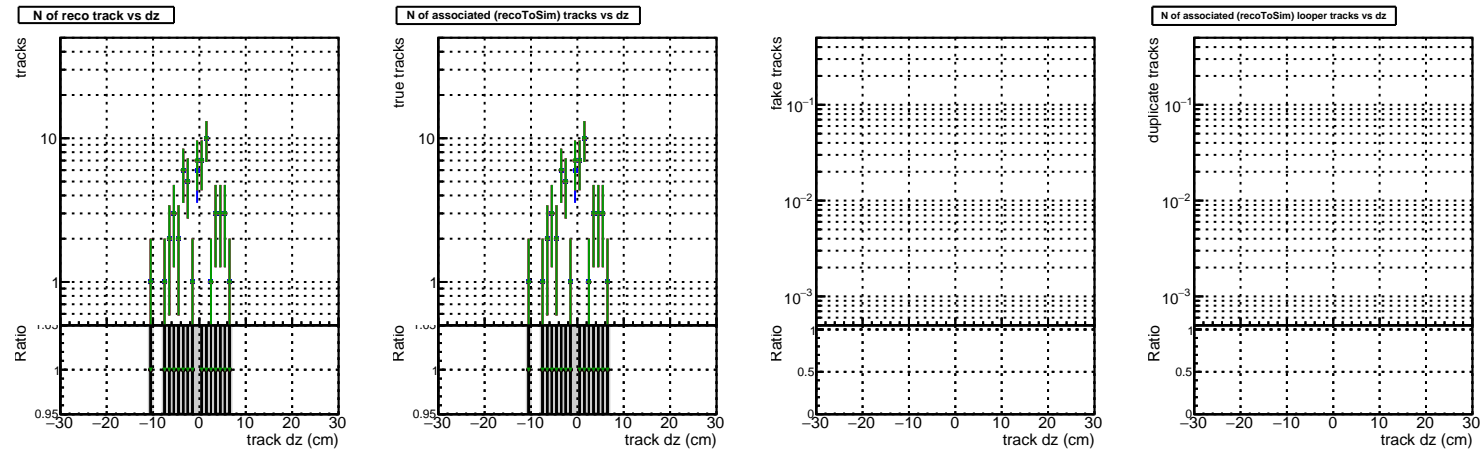 N of reco track vs dz
tracks
10
1
Ratio
1.05
1
0.95
−30 −20 −10 0 10 20 30
track dz (cm)
N of associated (recoToSim) tracks vs dz
true tracks
10
1
Ratio
1.05
1
0.95
−30 −20 −10 0 10 20 30
track dz (cm)
fake tracks
10−1
10−2
10−3
Ratio
1
0.5
0
−30 −20 −10 0 10 20 30
track dz (cm)
N of associated (recoToSim) looper tracks vs dz
duplicate tracks
10−1
10−2
10−3
Ratio
1
0.5
0
−30 −20 −10 0 10 20 30
track dz (cm)